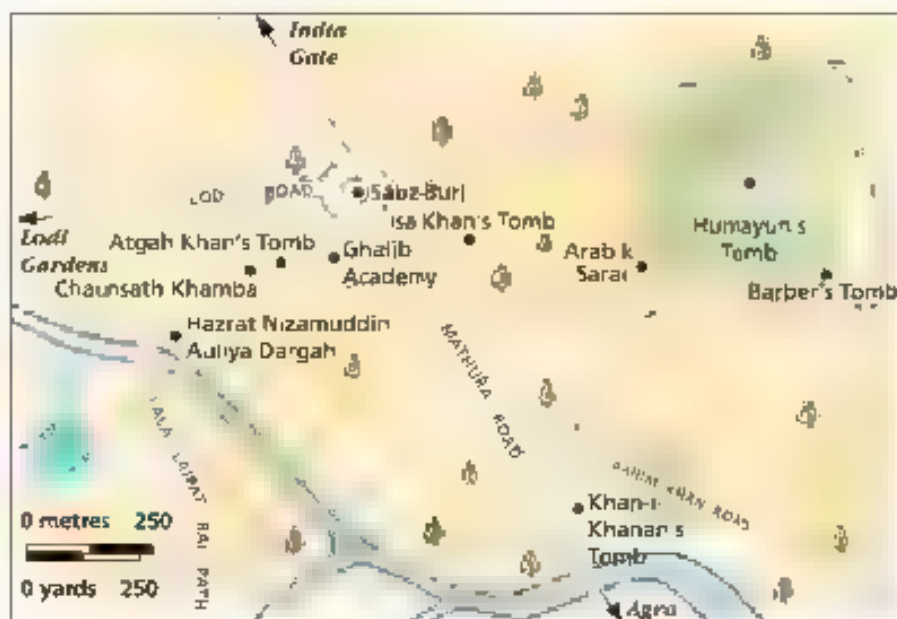 India
Gate
ROAD
Sabz-Burj
Isa Khan's Tomb
Lodi
Gardens
Atgah Khan's Tomb
Ghalib
Academy
Chaunsath Khamba
Arab
Sarai
Humayun's
Tomb
Barber's Tomb
Hazrat Nizamuddin
Auliya Dargah
MATHURA ROAD
LALA LAJPAT RAI PATH
KHAN ROAD
Khan-i-
Khanan's
Tomb
0 metres 250
0 yards 250
Agra